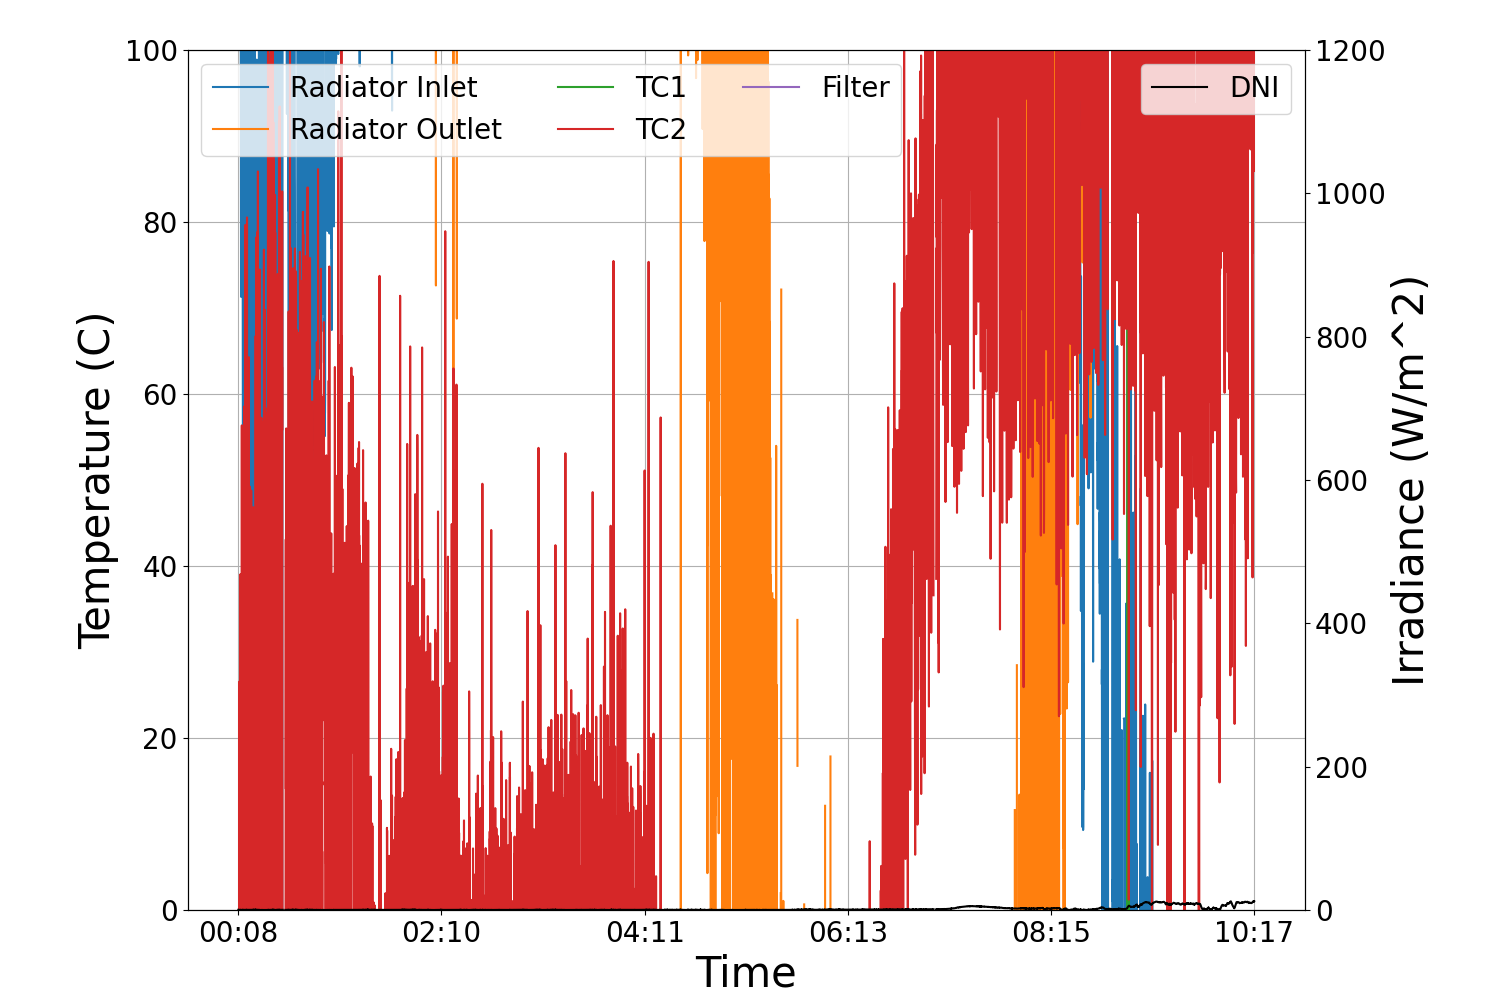 100
80
60
40
20
0
Temperature (C)
Radiator Inlet
Radiator Outlet
TC1
TC2
Filter
DNI
1200
1000
800
600
400
200
0
Irradiance (W/m^2)
00:08 02:10 04:11 06:13 08:15 10:17
Time